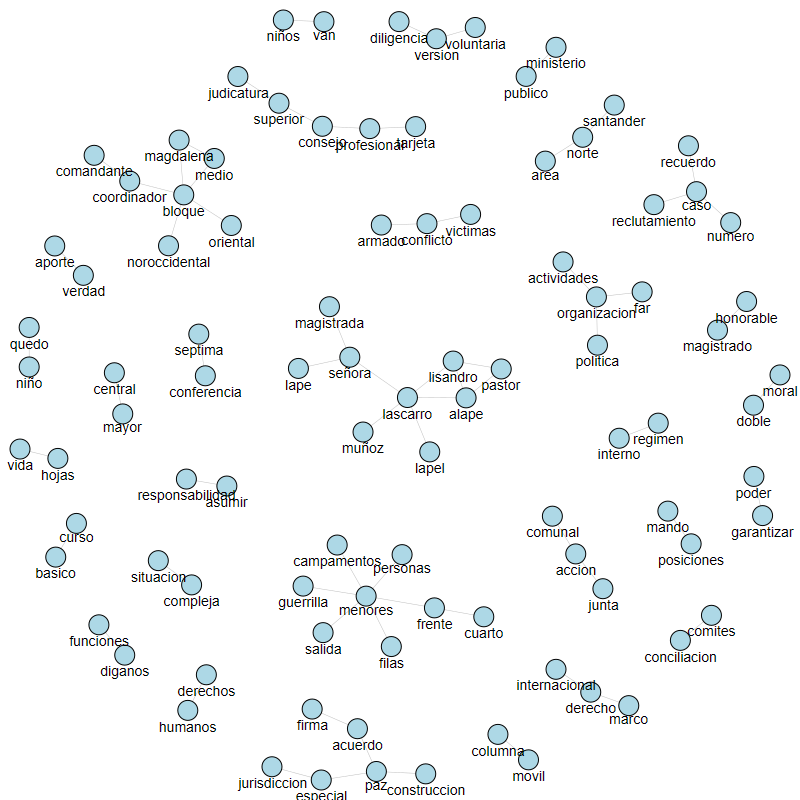 niños
van
diligencia
version
voluntaria
ministerio
publico
judicatura
superior
consejo
profesional
tarjeta
santander
norte
area
magdalena
medio
comandante
coordinador
bloque
oriental
noroccidental
recuerdo
caso
reclutamiento
numero
armado
conflicto
victimas
aporte
verdad
actividades
organizacion
far
politica
honorable
magistrado
quedo
niño
septima
conferencia
magistrada
señora
lape
lisandro
pastor
lascarro
alape
muñoz
lapel
central
mayor
moral
doble
interno
regimen
vida
hojas
responsabilidad
asumir
poder
garantizar
curso
basico
situacion
compleja
campamentos
personas
guerrilla
menores
frente
cuarto
salida
filas
comunal
accion
junta
mando
posiciones
comites
conciliacion
funciones
diganos
derechos
humanos
internacional
derecho
marco
firma
acuerdo
paz
construccion
jurisdiccion
especial
columna
movil